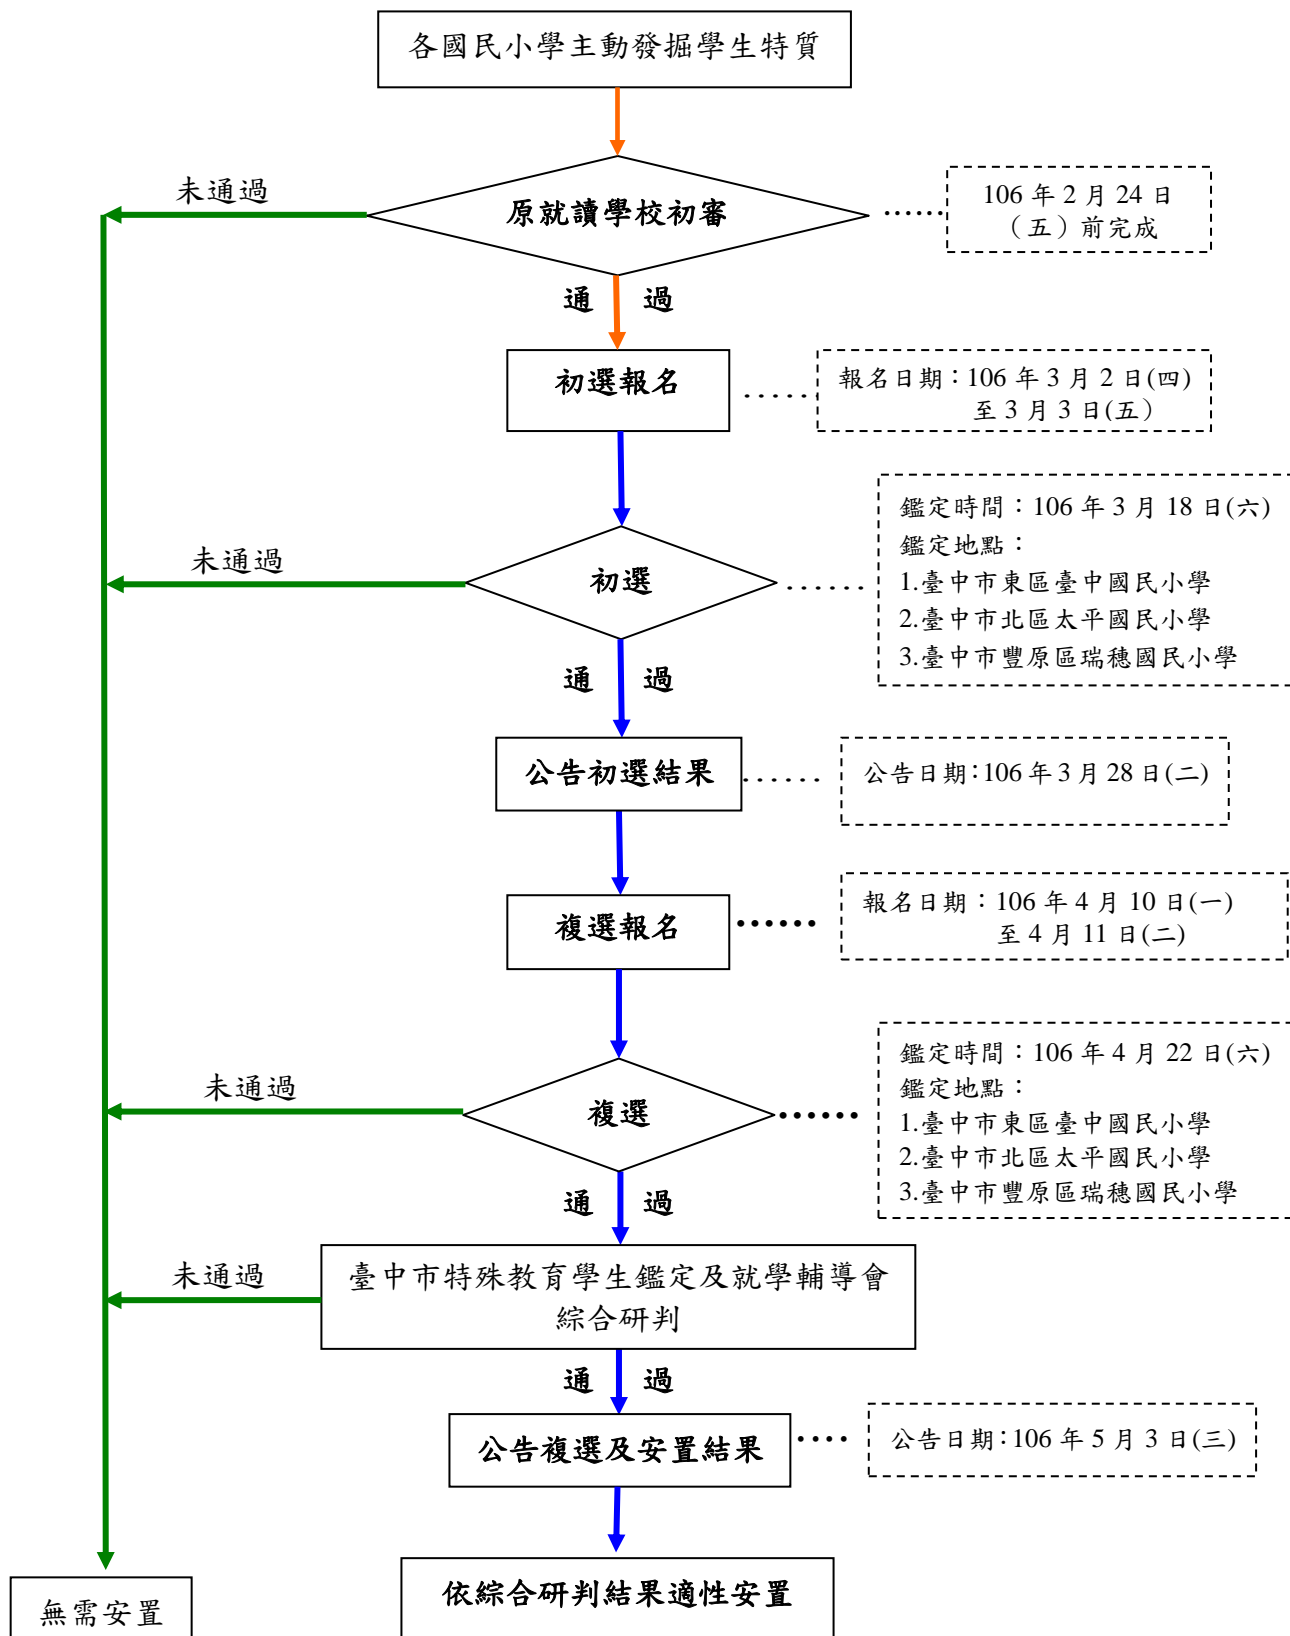 各國民小學主動發掘學生特質
未通過
原就讀學校初審
106 年 2 月 24 日
（五）前完成
通 過
初選報名
報名日期：106 年 3 月 2 日(四)
至 3 月 3 日(五）
鑑定時間：106 年 3 月 18 日(六)
鑑定地點：
1.臺中市東區臺中國民小學
2.臺中市北區太平國民小學
3.臺中市豐原區瑞穗國民小學
未通過
初選
通 過
公告初選結果
公告日期：106 年 3 月 28 日(二)
複選報名
報名日期：106 年 4 月 10 日(一)
至 4 月 11 日(二)
鑑定時間：106 年 4 月 22 日(六)
鑑定地點：
1.臺中市東區臺中國民小學
2.臺中市北區太平國民小學
3.臺中市豐原區瑞穗國民小學
未通過
複選
通 過
未通過
臺中市特殊教育學生鑑定及就學輔導會
綜合研判
通 過
公告複選及安置結果
公告日期：106 年 5 月 3 日(三)
依綜合研判結果適性安置
無需安置